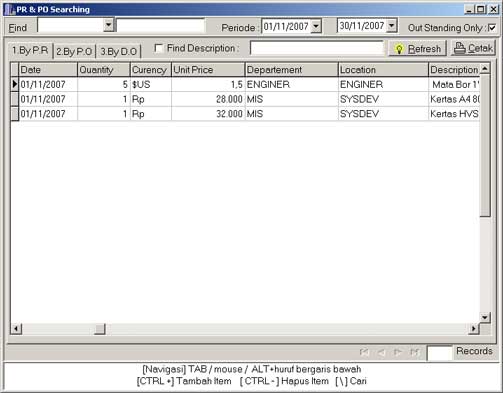 PR & PO Searching
Find Periode : 01/11/2007 30/11/2007 Out Standing Only :
1.By P.R 2.By P.O 3.By D.O Find Description : Refresh Cetak
Date Quantity Curency Unit Price Departement Location Description
01/11/2007 5 $US 1,5 ENGINER ENGINER Mata Bor 1"
01/11/2007 1 Rp 28.000 MIS SYSDEV Kertas A4 80
01/11/2007 1 Rp 32.000 MIS SYSDEV Kertas HVS
Records
[Navigasi] TAB / mouse / ALT+huruf bergaris bawah
[CTRL +] Tambah Item [CTRL -] Hapus Item [\] Cari